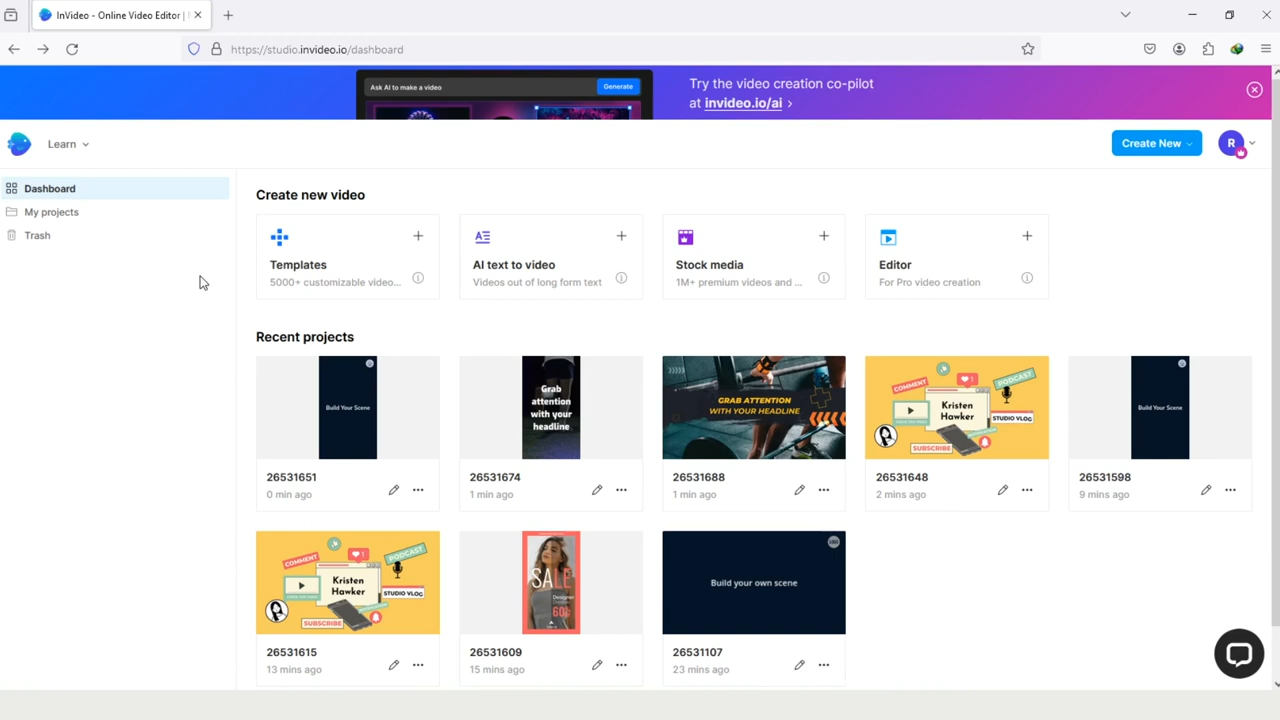 InVideo - Online Video Editor |
https://studio.invideo.io/dashboard
Ask AI to make a video
Generate
Try the video creation co-pilot
at invideo.io/ai
Learn
Create New
R
Dashboard
My projects
Trash
Create new video
Templates
5000+ customizable video...
AI text to video
Videos out of long form text
Stock media
1M+ premium videos and ...
Editor
For Pro video creation
Recent projects
Build Your Scene
Grab
attention
with your
headline
GRAB ATTENTION
WITH YOUR HEADLINE
COMMENT
1
PODCAST
Kristen
Hawker
STUDIO VLOG
SUBSCRIBE
Build Your Scene
26531651
0 min ago
26531674
1 min ago
26531688
1 min ago
26531648
2 mins ago
26531598
9 mins ago
COMMENT
1
PODCAST
Kristen
Hawker
STUDIO VLOG
SUBSCRIBE
SALE
Designer
60%
Build your own scene
26531615
13 mins ago
26531609
15 mins ago
26531107
23 mins ago